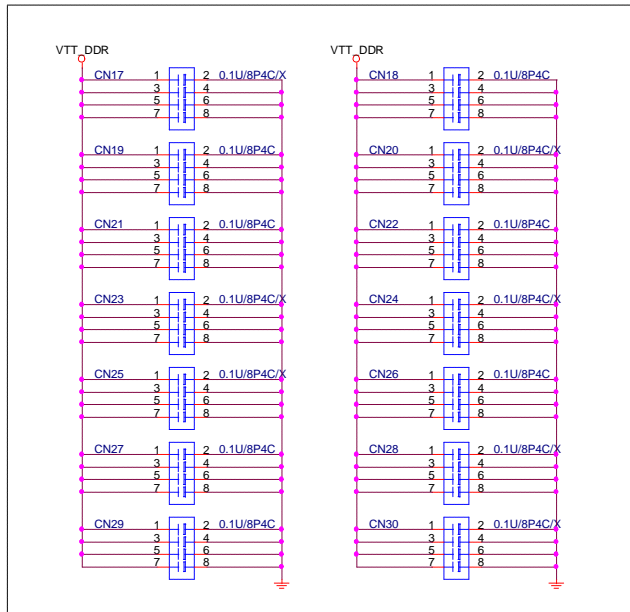 VTT_DDR
CN17 1 2 0.1U/8P4C/X
3 4
5 6
7 8
CN19 1 2 0.1U/8P4C
3 4
5 6
7 8
CN21 1 2 0.1U/8P4C
3 4
5 6
7 8
CN23 1 2 0.1U/8P4C/X
3 4
5 6
7 8
CN25 1 2 0.1U/8P4C/X
3 4
5 6
7 8
CN27 1 2 0.1U/8P4C
3 4
5 6
7 8
CN29 1 2 0.1U/8P4C
3 4
5 6
7 8
VTT_DDR
CN18 1 2 0.1U/8P4C
3 4
5 6
7 8
CN20 1 2 0.1U/8P4C/X
3 4
5 6
7 8
CN22 1 2 0.1U/8P4C
3 4
5 6
7 8
CN24 1 2 0.1U/8P4C/X
3 4
5 6
7 8
CN26 1 2 0.1U/8P4C
3 4
5 6
7 8
CN28 1 2 0.1U/8P4C/X
3 4
5 6
7 8
CN30 1 2 0.1U/8P4C/X
3 4
5 6
7 8